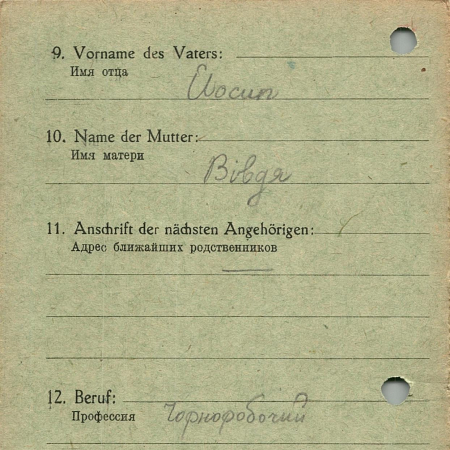 9. Vorname des Vaters:
Имя отца
Йосип
10. Name der Mutter:
Имя матери
Вівдя
11. Anschrift der nächsten Angehörigen:
Адрес ближайших родственников
—
12. Beruf:
Профессия
Чорноробочий